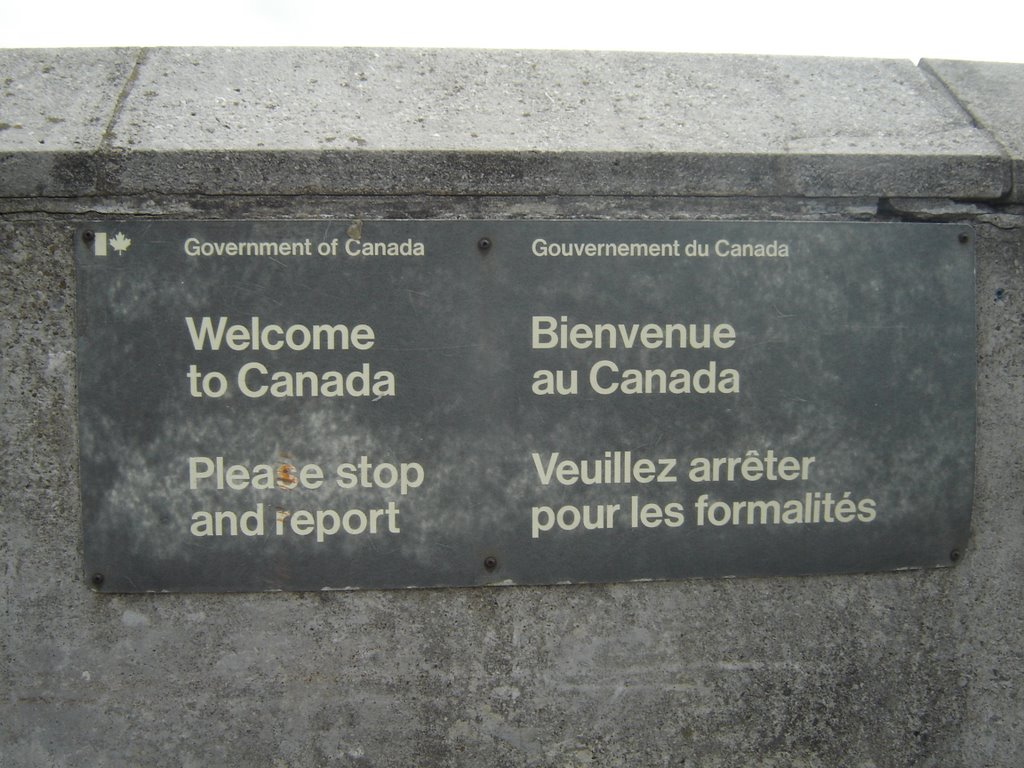 Government of Canada
Welcome
to Canada
Please stop
and report
Gouvernement du Canada
Bienvenue
au Canada
Veuillez arrêter
pour les formalités